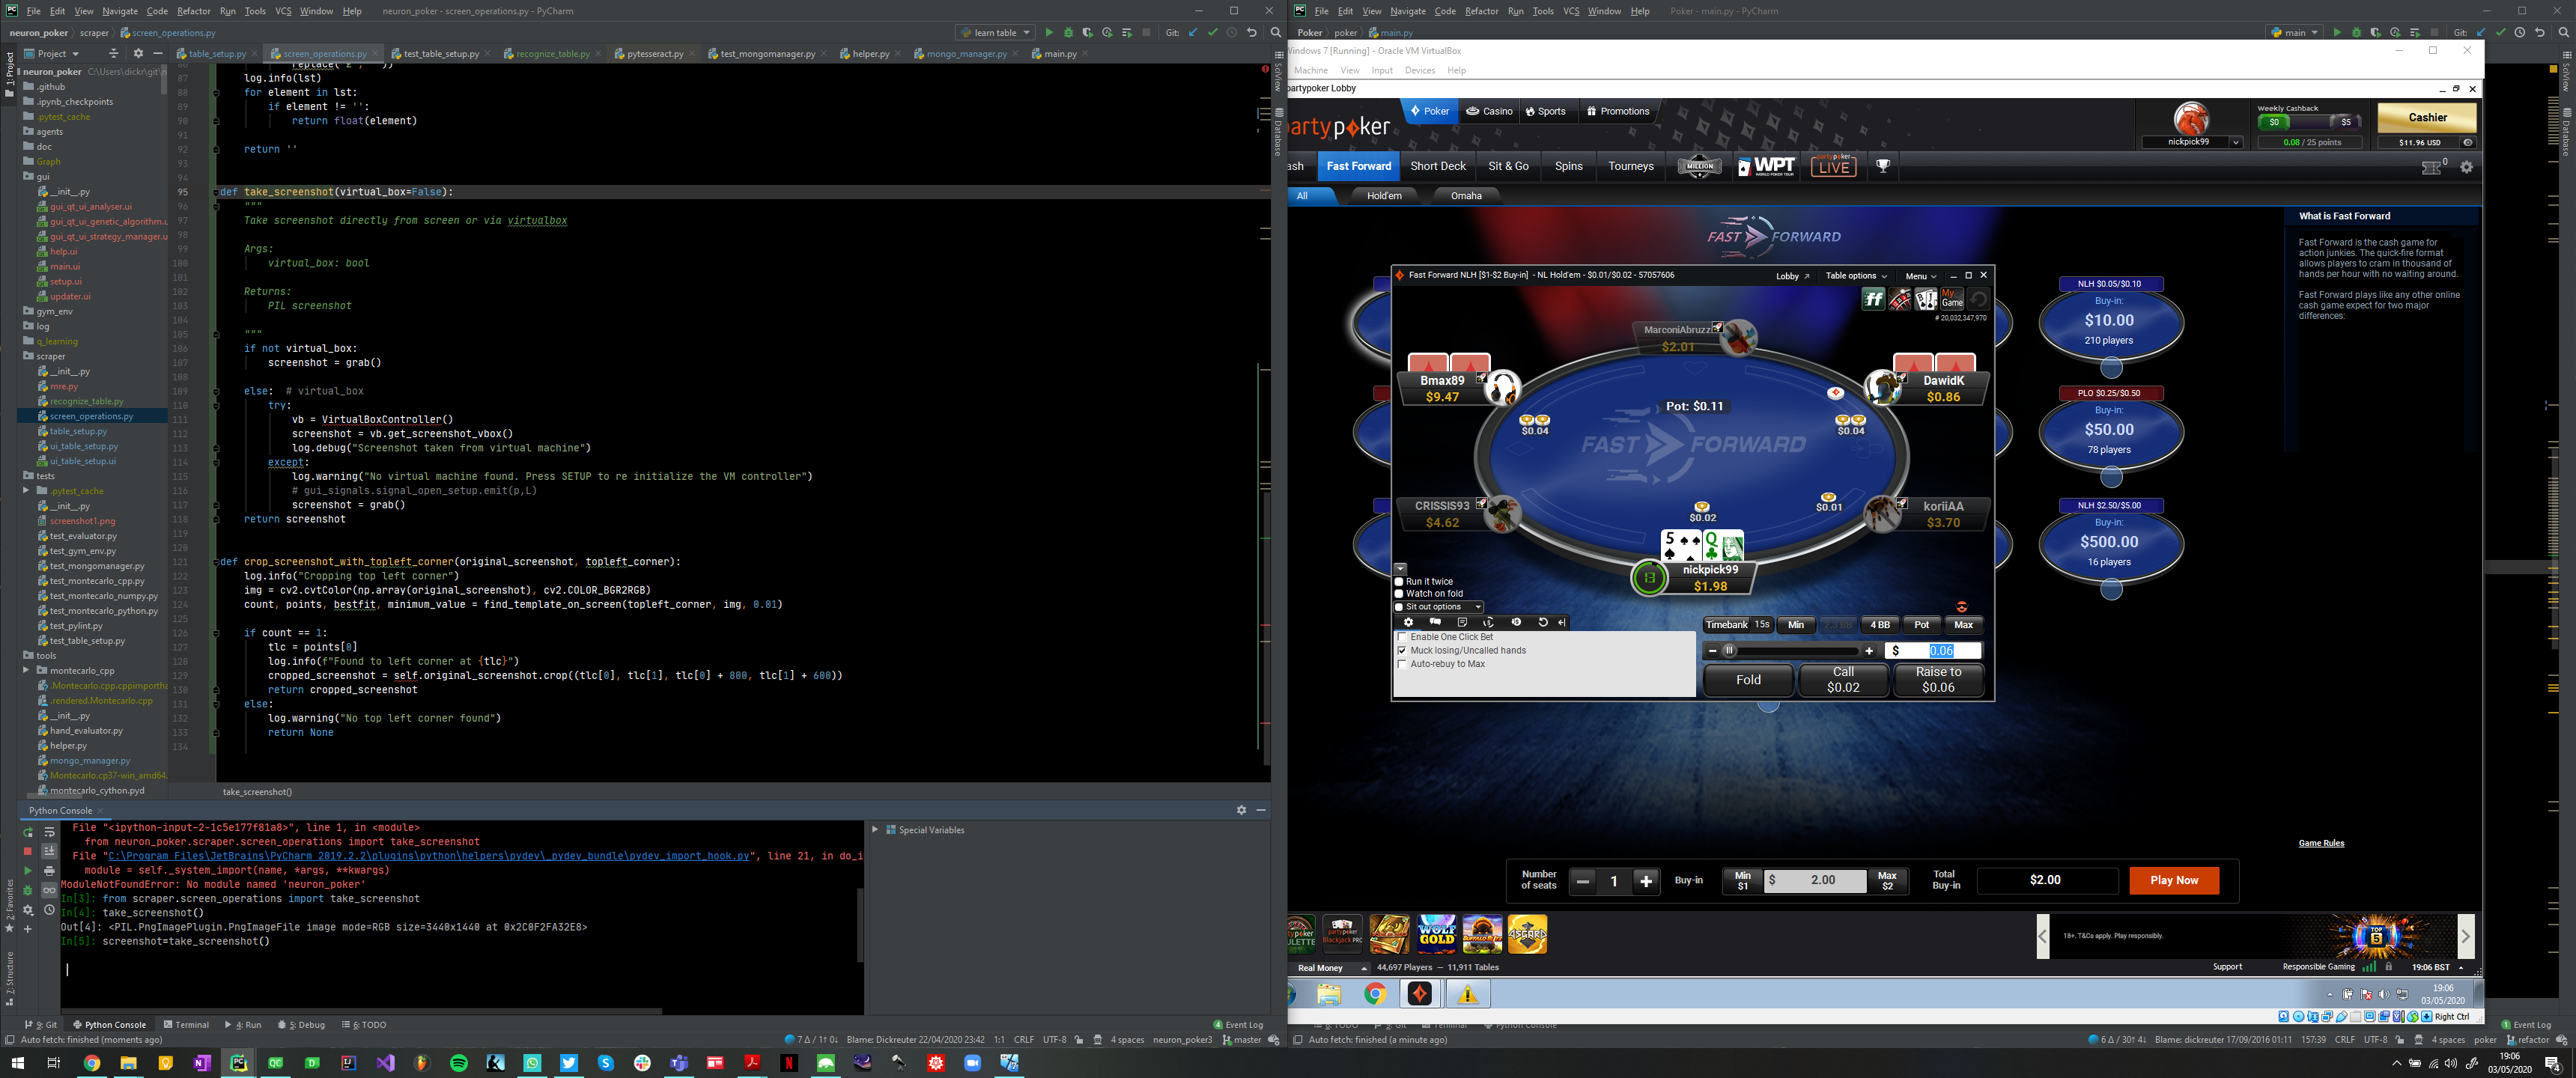 File Edit View Navigate Code Refactor Run Tools VCS Window Help neuron_poker - screen_operations.py - PyCharm
neuron_poker scraper screen_operations.py
learn table Git:
Project
table_setup.py screen_operations.py test_table_setup.py recognize_table.py pytesseract.py test_mongomanager.py helper.py mongo_manager.py main.py
neuron_poker C:\Users\dickr\git\n
.github
.ipynb_checkpoints
.pytest_cache
agents
doc
Graph
gui
__init__.py
gui_qt_ui_analyser.ui
gui_qt_ui_genetic_algorithm.u
gui_qt_ui_strategy_manager.u
help.ui
main.ui
setup.ui
updater.ui
gym_env
log
q_learning
scraper
__init__.py
mre.py
recognize_table.py
screen_operations.py
table_setup.py
ui_table_setup.py
ui_table_setup.ui
tests
.pytest_cache
__init__.py
screenshot1.png
test_evaluator.py
test_gym_env.py
test_mongomanager.py
test_montecarlo_cpp.py
test_montecarlo_numpy.py
test_montecarlo_python.py
test_pylint.py
test_table_setup.py
tools
montecarlo_cpp
.Montecarlo.cpp.cppimportha
.rendered.Montecarlo.cpp
__init__.py
hand_evaluator.py
helper.py
mongo_manager.py
Montecarlo.cp37-win_amd64.
montecarlo_cython.pyd
87 log.info(lst)
88 for element in lst:
89 if element != '':
90 return float(element)
91
92 return ''
93
94
95 def take_screenshot(virtual_box=False):
96 """
97 Take screenshot directly from screen or via virtualbox
98
99 Args:
100 virtual_box: bool
101
102 Returns:
103 PIL screenshot
104
105 """
106 if not virtual_box:
107 screenshot = grab()
108
109 else: # virtual_box
110 try:
111 vb = VirtualBoxController()
112 screenshot = vb.get_screenshot_vbox()
113 log.debug("Screenshot taken from virtual machine")
114 except:
115 log.warning("No virtual machine found. Press SETUP to re initialize the VM controller")
116 # gui_signals.signal_open_setup.emit(p,L)
117 screenshot = grab()
118 return screenshot
119
120
121 def crop_screenshot_with_topleft_corner(original_screenshot, topleft_corner):
122 log.info("Cropping top left corner")
123 img = cv2.cvtColor(np.array(original_screenshot), cv2.COLOR_BGR2RGB)
124 count, points, bestfit, minimum_value = find_template_on_screen(topleft_corner, img, 0.01)
125
126 if count == 1:
127 tlc = points[0]
128 log.info(f"Found to left corner at {tlc}")
129 cropped_screenshot = self.original_screenshot.crop((tlc[0], tlc[1], tlc[0] + 800, tlc[1] + 600))
130 return cropped_screenshot
131 else:
132 log.warning("No top left corner found")
133 return None
134
take_screenshot()
Python Console
File "<ipython-input-2-1c5e177f81a8>", line 1, in <module>
from neuron_poker.scraper.screen_operations import take_screenshot
File "C:\Program Files\JetBrains\PyCharm 2019.2.2\plugins\python\helpers\pydev\_pydev_bundle\pydev_import_hook.py", line 21, in do_i
module = self._system_import(name, *args, **kwargs)
ModuleNotFoundError: No module named 'neuron_poker'
In[3]: from scraper.screen_operations import take_screenshot
In[4]: take_screenshot()
Out[4]: <PIL.PngImagePlugin.PngImageFile image mode=RGB size=3440x1440 at 0x2C0F2FA32E8>
In[5]: screenshot=take_screenshot()
Special Variables
1: Project
2: Favorites
7: Structure
SciView
Database
9: Git Python Console Terminal 4: Run 5: Debug 6: TODO Event Log
Auto fetch: finished (moments ago) 7 Δ / 1↑ 0↓ Blame: Dickreuter 22/04/2020 23:42 1:1 CRLF UTF-8 4 spaces neuron_poker3 master
File Edit View Navigate Code Refactor Run Tools VCS Window Help Poker - main.py - PyCharm
Poker poker main.py
main Git:
Windows 7 [Running] - Oracle VM VirtualBox
Machine View Input Devices Help
partypoker Lobby
partypoker
Poker Casino Sports Promotions
nickpick99
Weekly Cashback
$0 $5
0.08 / 25 points
Cashier
$11.96 USD
ash Fast Forward Short Deck Sit & Go Spins Tourneys MILLION WPT WORLD POKER TOUR partypoker LIVE
0
All Hold'em Omaha
FAST FORWARD
What is Fast Forward
Fast Forward is the cash game for
action junkies. The quick-fire format
allows players to cram in thousand of
hands per hour with no waiting around.
Fast Forward plays like any other online
cash game expect for two major
differences:
NLH $0.05/$0.10
Buy-in:
$10.00
210 players
PLO $0.25/$0.50
Buy-in:
$50.00
78 players
NLH $2.50/$5.00
Buy-in:
$500.00
16 players
Fast Forward NLH [$1-$2 Buy-in] - NL Hold'em - $0.01/$0.02 - 57057606
Lobby Table options Menu
ff My Game
# 20,032,347,970
MarconiAbruzz
$2.01
Bmax89
$9.47
DawidK
$0.86
Pot: $0.11
$0.04
$0.04
FAST FORWARD
CRISSIS93
$4.62
koriiAA
$3.70
$0.02
$0.01
5 Q
13
nickpick99
$1.98
Run it twice
Watch on fold
Sit out options
Enable One Click Bet
Muck losing/Uncalled hands
Auto-rebuy to Max
Timebank 15s Min 4 BB Pot Max
$ 0.06
Fold
Call
$0.02
Raise to
$0.06
Game Rules
Number
of seats
1
Buy-in
Min
$1
$ 2.00
Max
$2
Total
Buy-in
$2.00
Play Now
WOLF GOLD
ASGARD
TOP 5
18+. T&Cs apply. Play responsibly.
Real Money 44,697 Players — 11,911 Tables
Support Responsible Gaming 19:06 BST
19:06
03/05/2020
Right Ctrl
6: TODO 9: Git Terminal Python Console Event Log
Auto fetch: finished (a minute ago) 6 Δ / 30↑ 4↓ Blame: dickreuter 17/09/2016 01:11 157:39 CRLF UTF-8 4 spaces poker refactor
19:06
03/05/2020